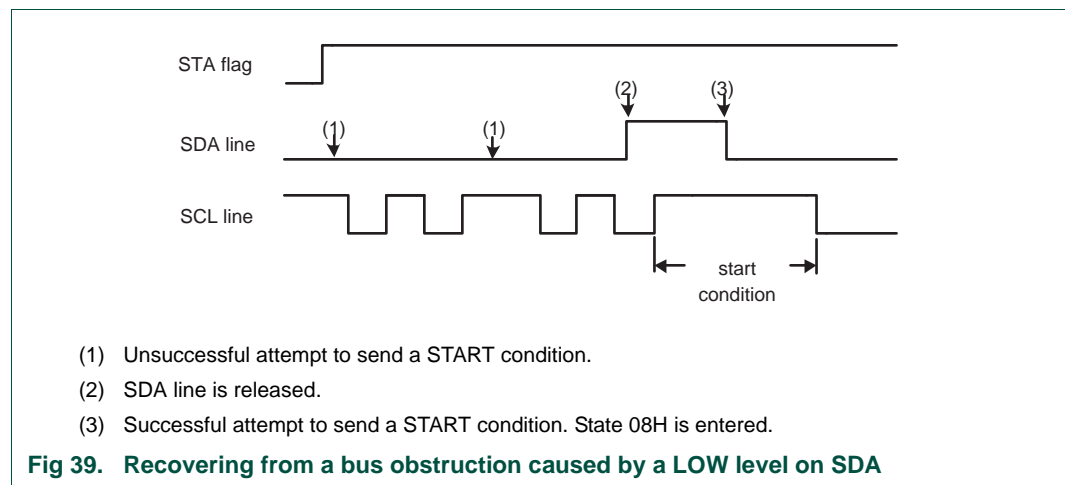 STA flag
(2) (3)
(1) (1)
SDA line
SCL line
start
condition
(1) Unsuccessful attempt to send a START condition.
(2) SDA line is released.
(3) Successful attempt to send a START condition. State 08H is entered.
Fig 39. Recovering from a bus obstruction caused by a LOW level on SDA